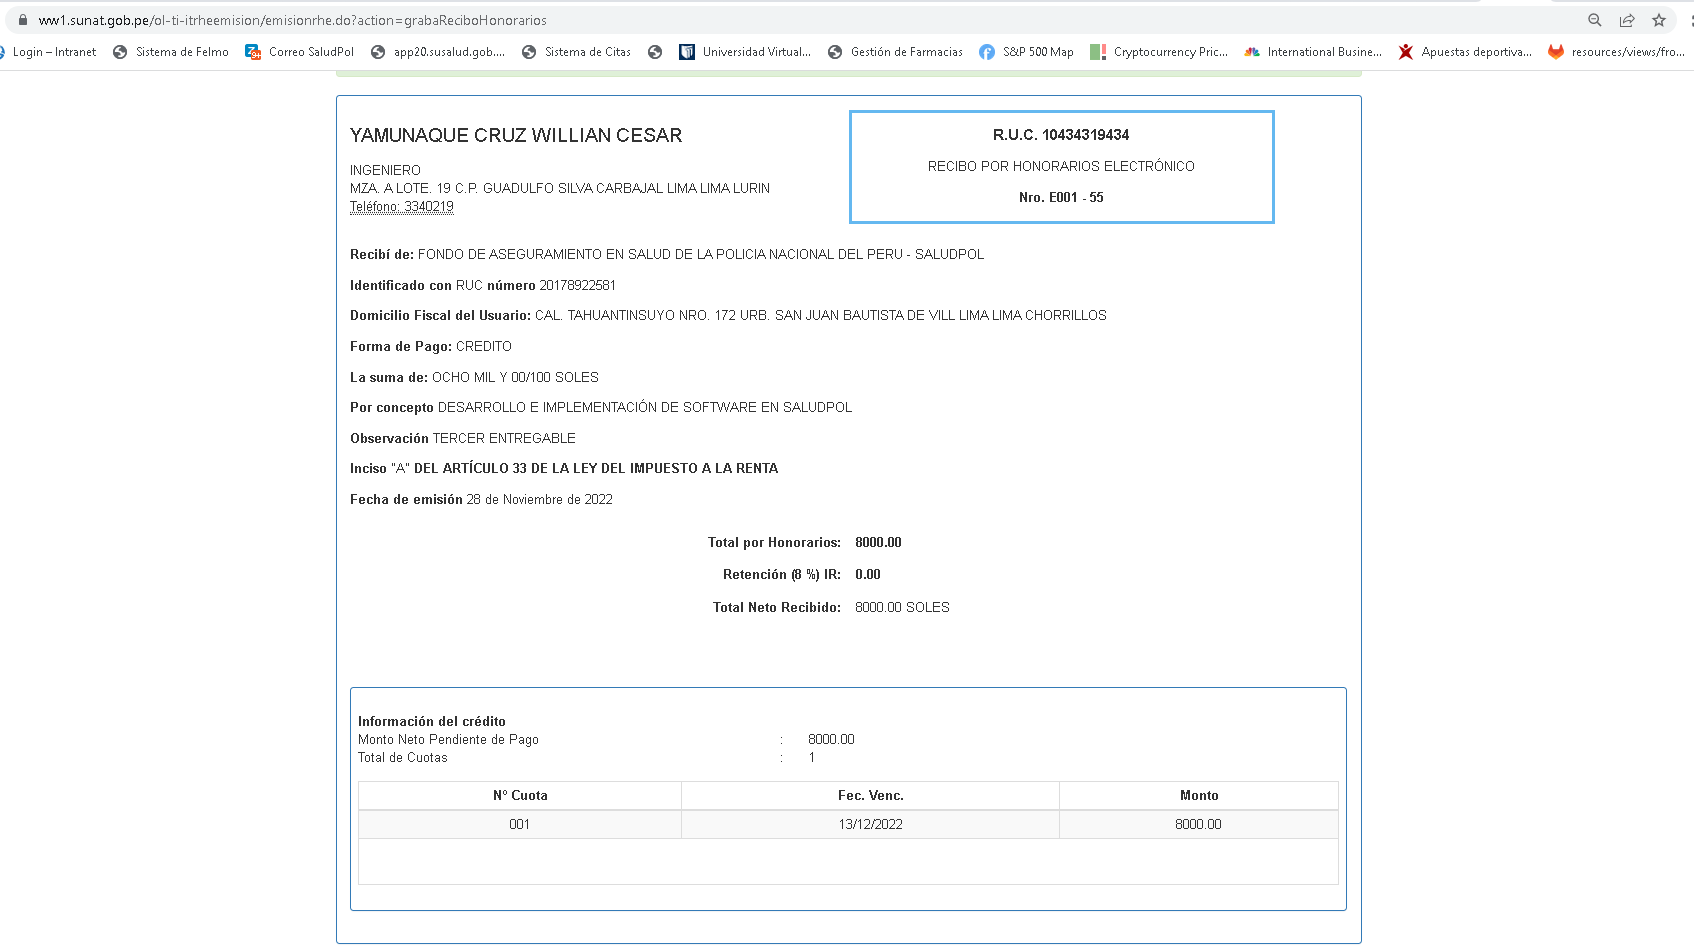 ww1.sunat.gob.pe/ol-ti-itrheemision/emisionrhe.do?action=grabaReciboHonorarios
Login – Intranet Sistema de Felmo Correo SaludPol app20.susalud.gob.... Sistema de Citas Universidad Virtual... Gestión de Farmacias S&P 500 Map Cryptocurrency Pric... International Busine... Apuestas deportiva... resources/views/fro...
YAMUNAQUE CRUZ WILLIAN CESAR
INGENIERO
MZA. A LOTE. 19 C.P. GUADULFO SILVA CARBAJAL LIMA LIMA LURIN
Teléfono: 3340219
R.U.C. 10434319434
RECIBO POR HONORARIOS ELECTRÓNICO
Nro. E001 - 55
Recibí de: FONDO DE ASEGURAMIENTO EN SALUD DE LA POLICIA NACIONAL DEL PERU - SALUDPOL
Identificado con RUC número 20178922581
Domicilio Fiscal del Usuario: CAL. TAHUANTINSUYO NRO. 172 URB. SAN JUAN BAUTISTA DE VILL LIMA LIMA CHORRILLOS
Forma de Pago: CREDITO
La suma de: OCHO MIL Y 00/100 SOLES
Por concepto DESARROLLO E IMPLEMENTACIÓN DE SOFTWARE EN SALUDPOL
Observación TERCER ENTREGABLE
Inciso "A" DEL ARTÍCULO 33 DE LA LEY DEL IMPUESTO A LA RENTA
Fecha de emisión 28 de Noviembre de 2022
Total por Honorarios: 8000.00
Retención (8 %) IR: 0.00
Total Neto Recibido: 8000.00 SOLES
Información del crédito
Monto Neto Pendiente de Pago : 8000.00
Total de Cuotas : 1
N° Cuota Fec. Venc. Monto
001 13/12/2022 8000.00